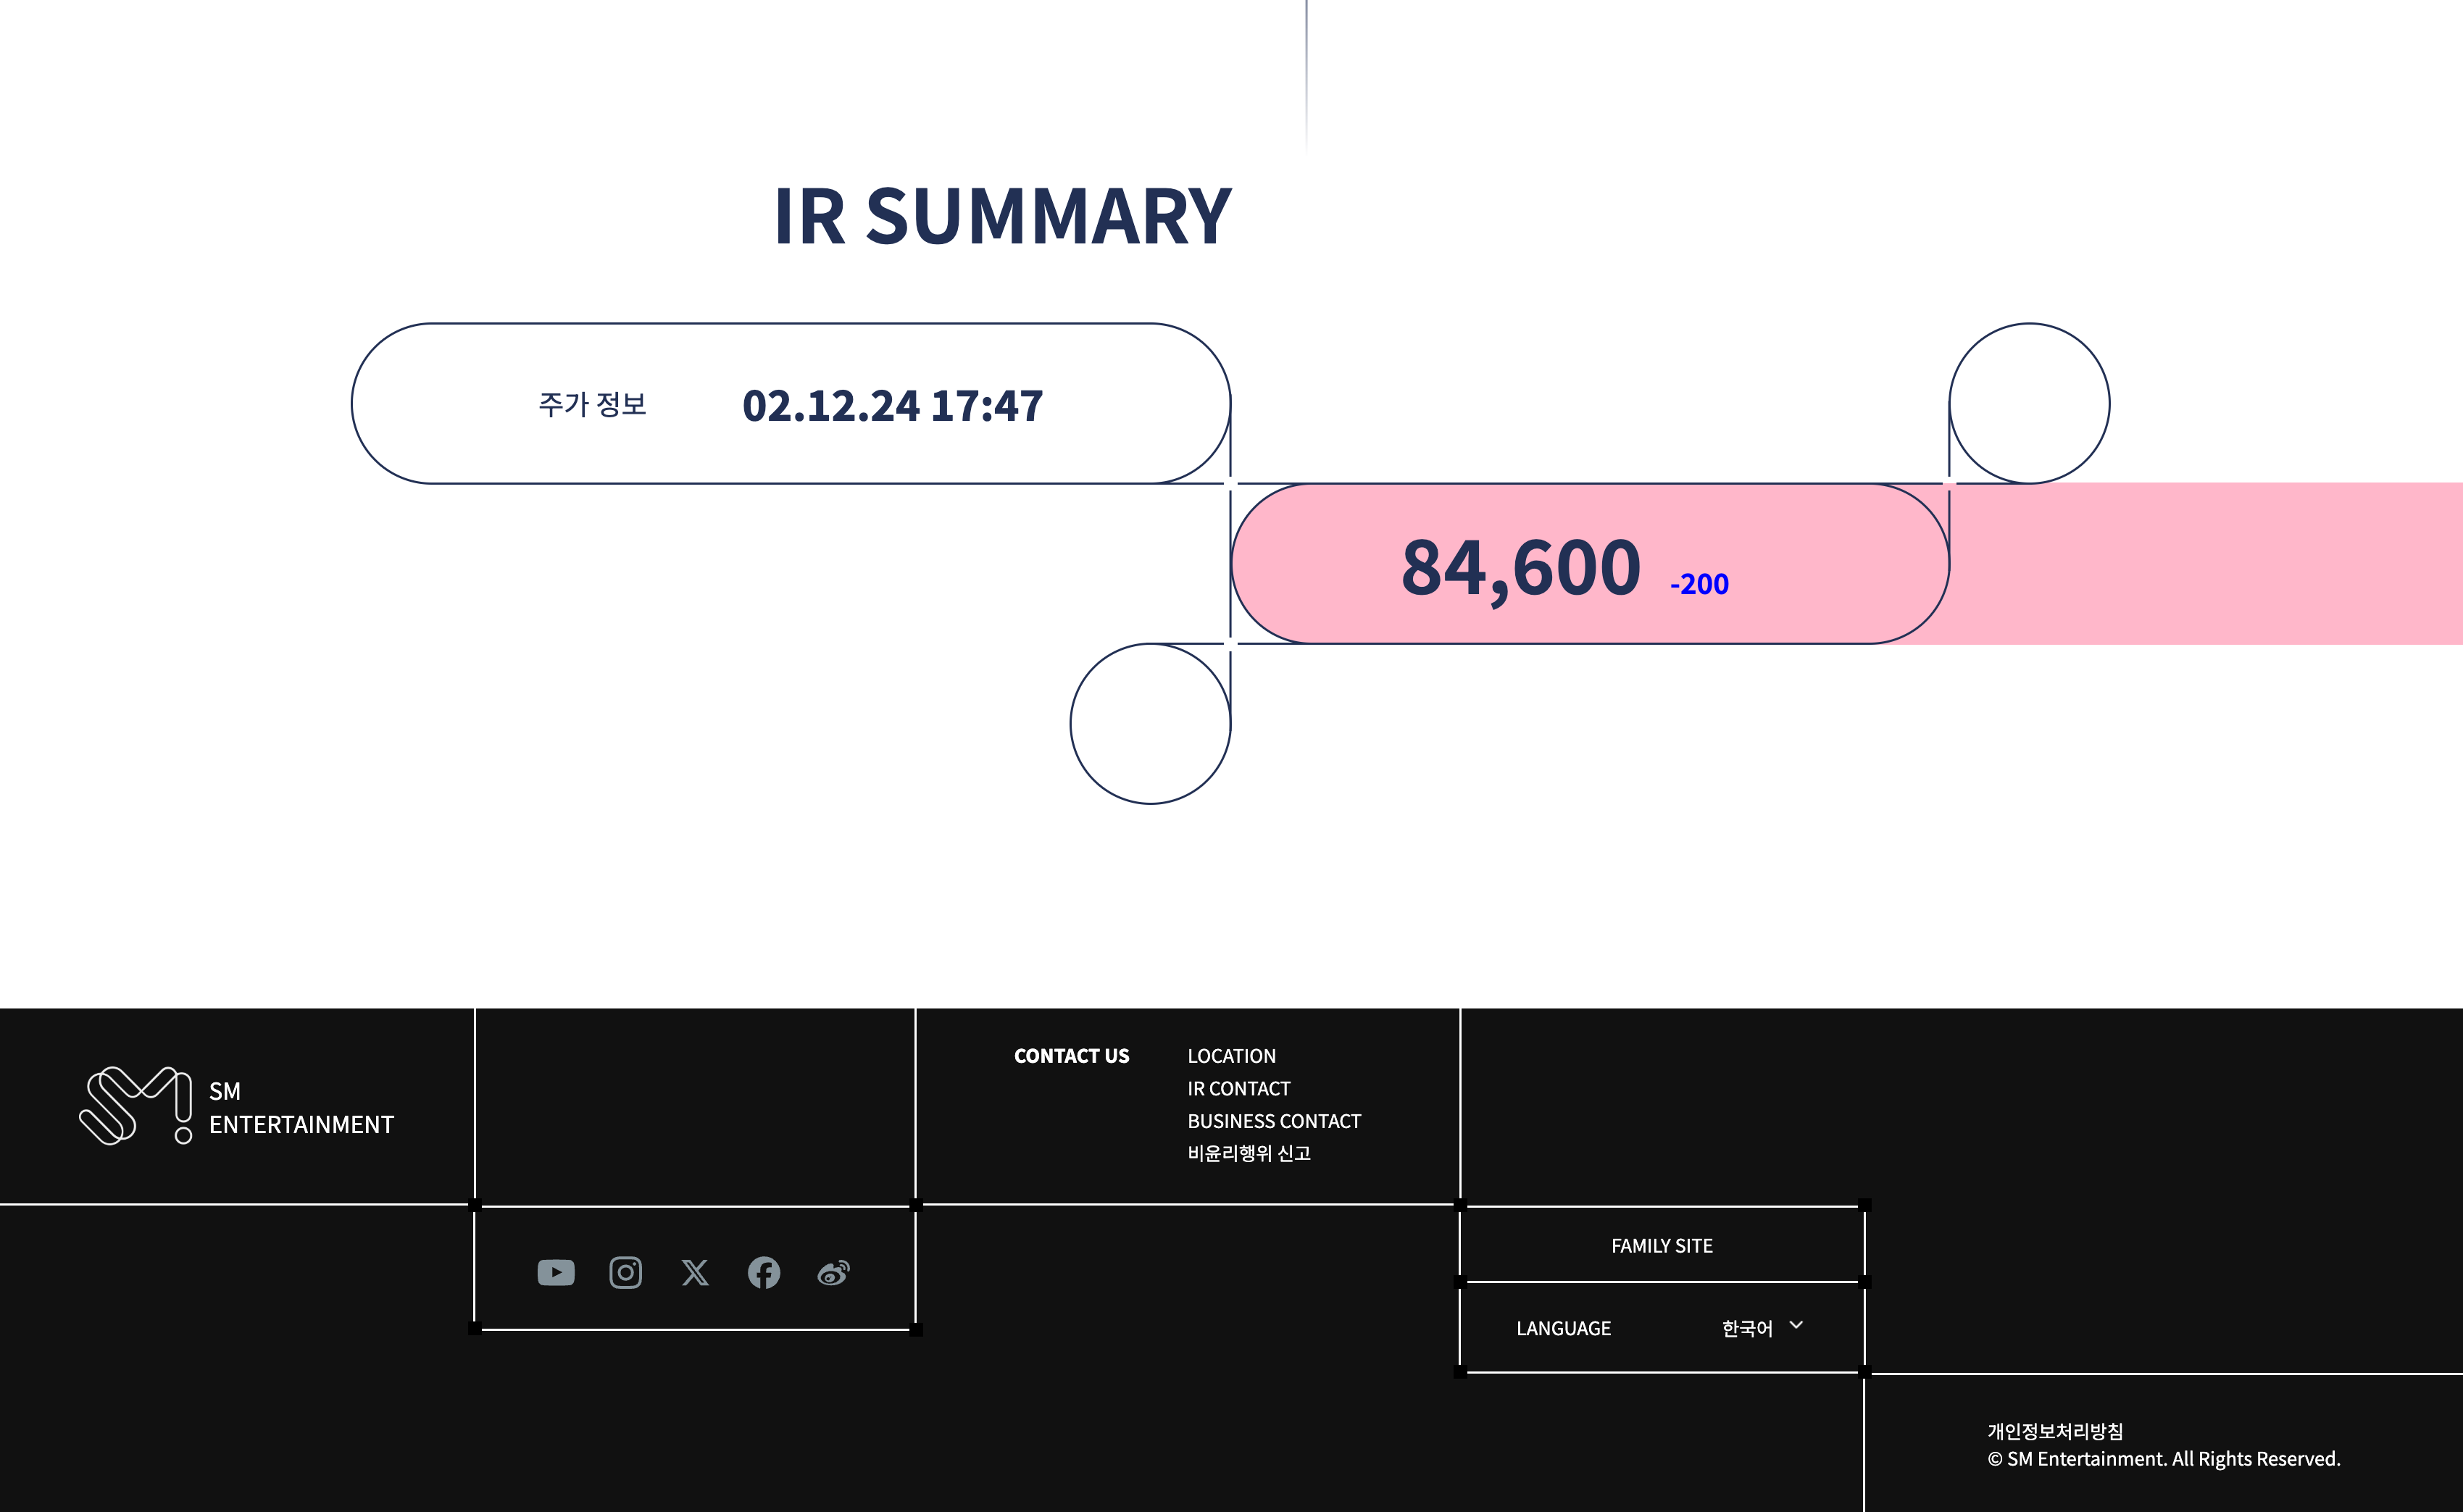 IR SUMMARY
주가 정보 02.12.24 17:47
84,600 -200
SM
ENTERTAINMENT
CONTACT US
LOCATION
IR CONTACT
BUSINESS CONTACT
비윤리행위 신고
FAMILY SITE
LANGUAGE 한국어
개인정보처리방침
© SM Entertainment. All Rights Reserved.